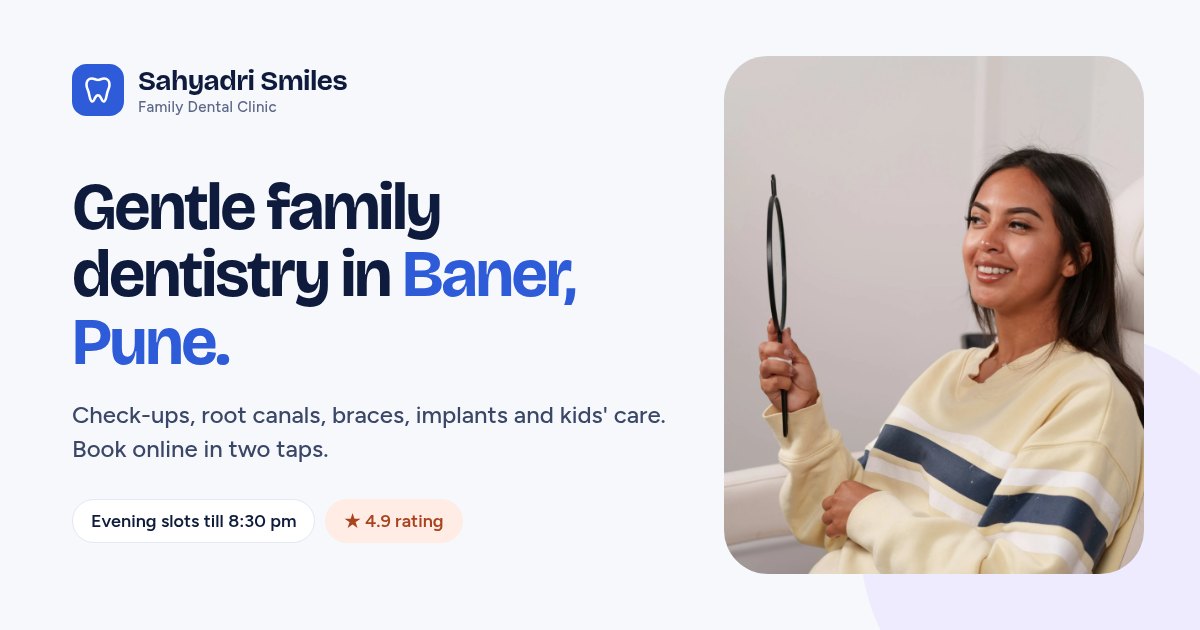 Sahyadri Smiles
Family Dental Clinic
Gentle family
dentistry in Baner,
Pune.
Check-ups, root canals, braces, implants and kids' care.
Book online in two taps.
Evening slots till 8:30 pm
★ 4.9 rating